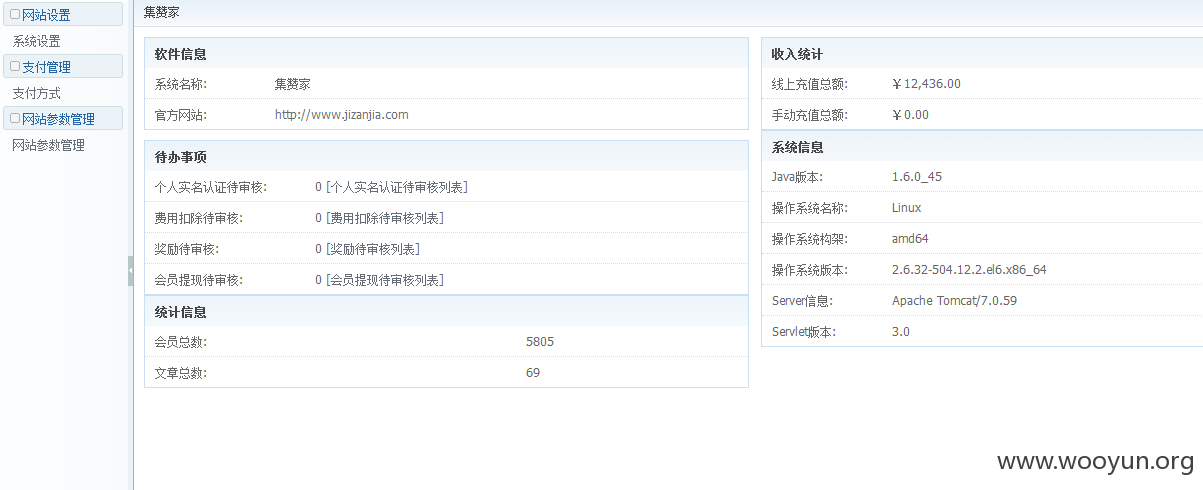 网站设置
系统设置
支付管理
支付方式
网站参数管理
网站参数管理
集赞家
软件信息
系统名称: 集赞家
官方网站: http://www.jizanjia.com
待办事项
个人实名认证待审核: 0 [个人实名认证待审核列表]
费用扣除待审核: 0 [费用扣除待审核列表]
奖励待审核: 0 [奖励待审核列表]
会员提现待审核: 0 [会员提现待审核列表]
统计信息
会员总数: 5805
文章总数: 69
收入统计
线上充值总额: ￥12,436.00
手动充值总额: ￥0.00
系统信息
Java版本: 1.6.0_45
操作系统名称: Linux
操作系统构架: amd64
操作系统版本: 2.6.32-504.12.2.el6.x86_64
Server信息: Apache Tomcat/7.0.59
Servlet版本: 3.0
www.wooyun.org